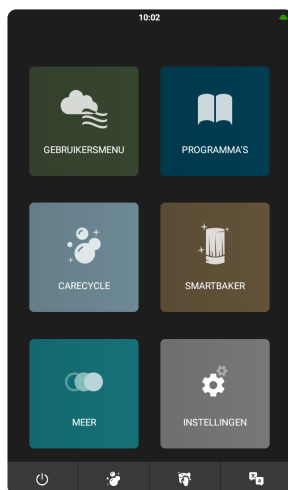 10:02
GEBRUIKERSMENU
PROGRAMMA'S
CARECYCLE
SMARTBAKER
MEER
INSTELLINGEN